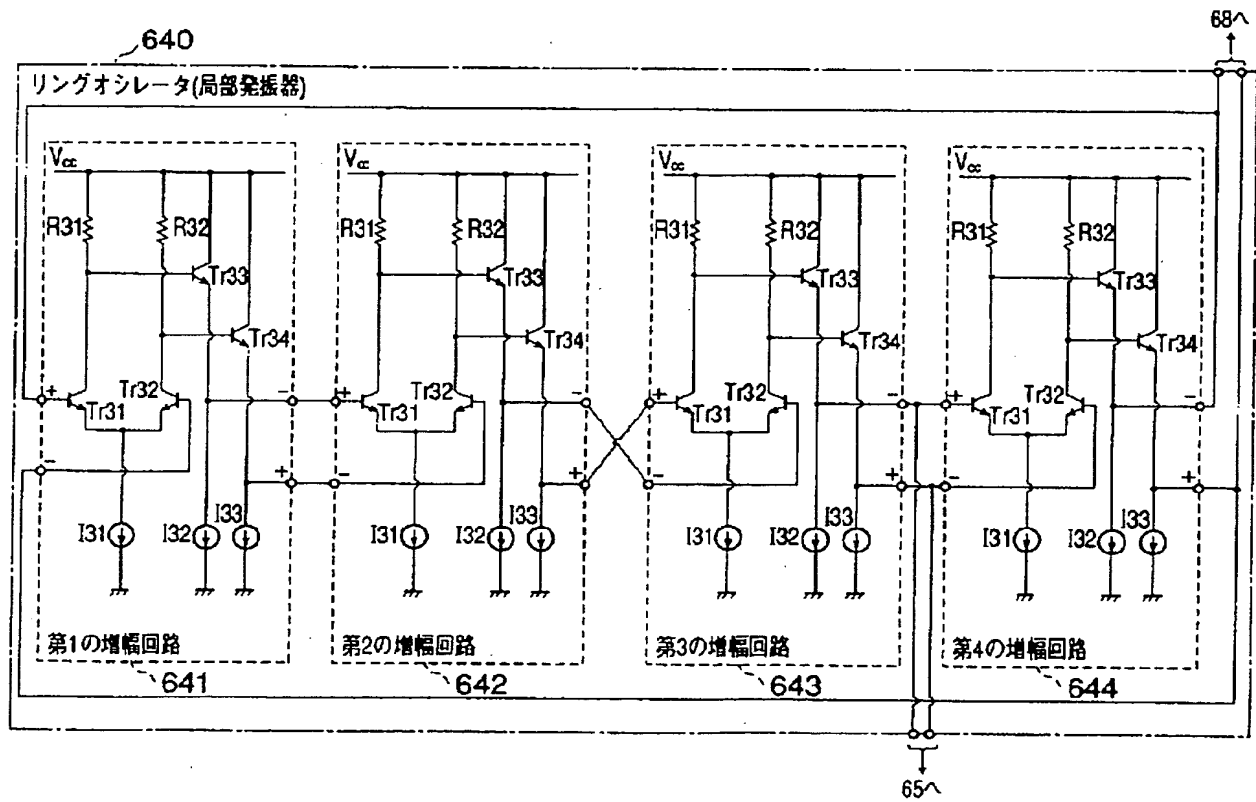 640
68へ
リングオシレータ(局部発振器)
Vcc
R31
R32
Tr33
Tr34
+
Tr31
Tr32
-
-
+
I31
I32
I33
第1の増幅回路
641
Vcc
R31
R32
Tr33
Tr34
+
Tr31
Tr32
-
-
+
I31
I32
I33
第2の増幅回路
642
Vcc
R31
R32
Tr33
Tr34
+
Tr31
Tr32
-
-
+
I31
I32
I33
第3の増幅回路
643
Vcc
R31
R32
Tr33
Tr34
+
Tr31
Tr32
-
-
+
I31
I32
I33
第4の増幅回路
644
65へ